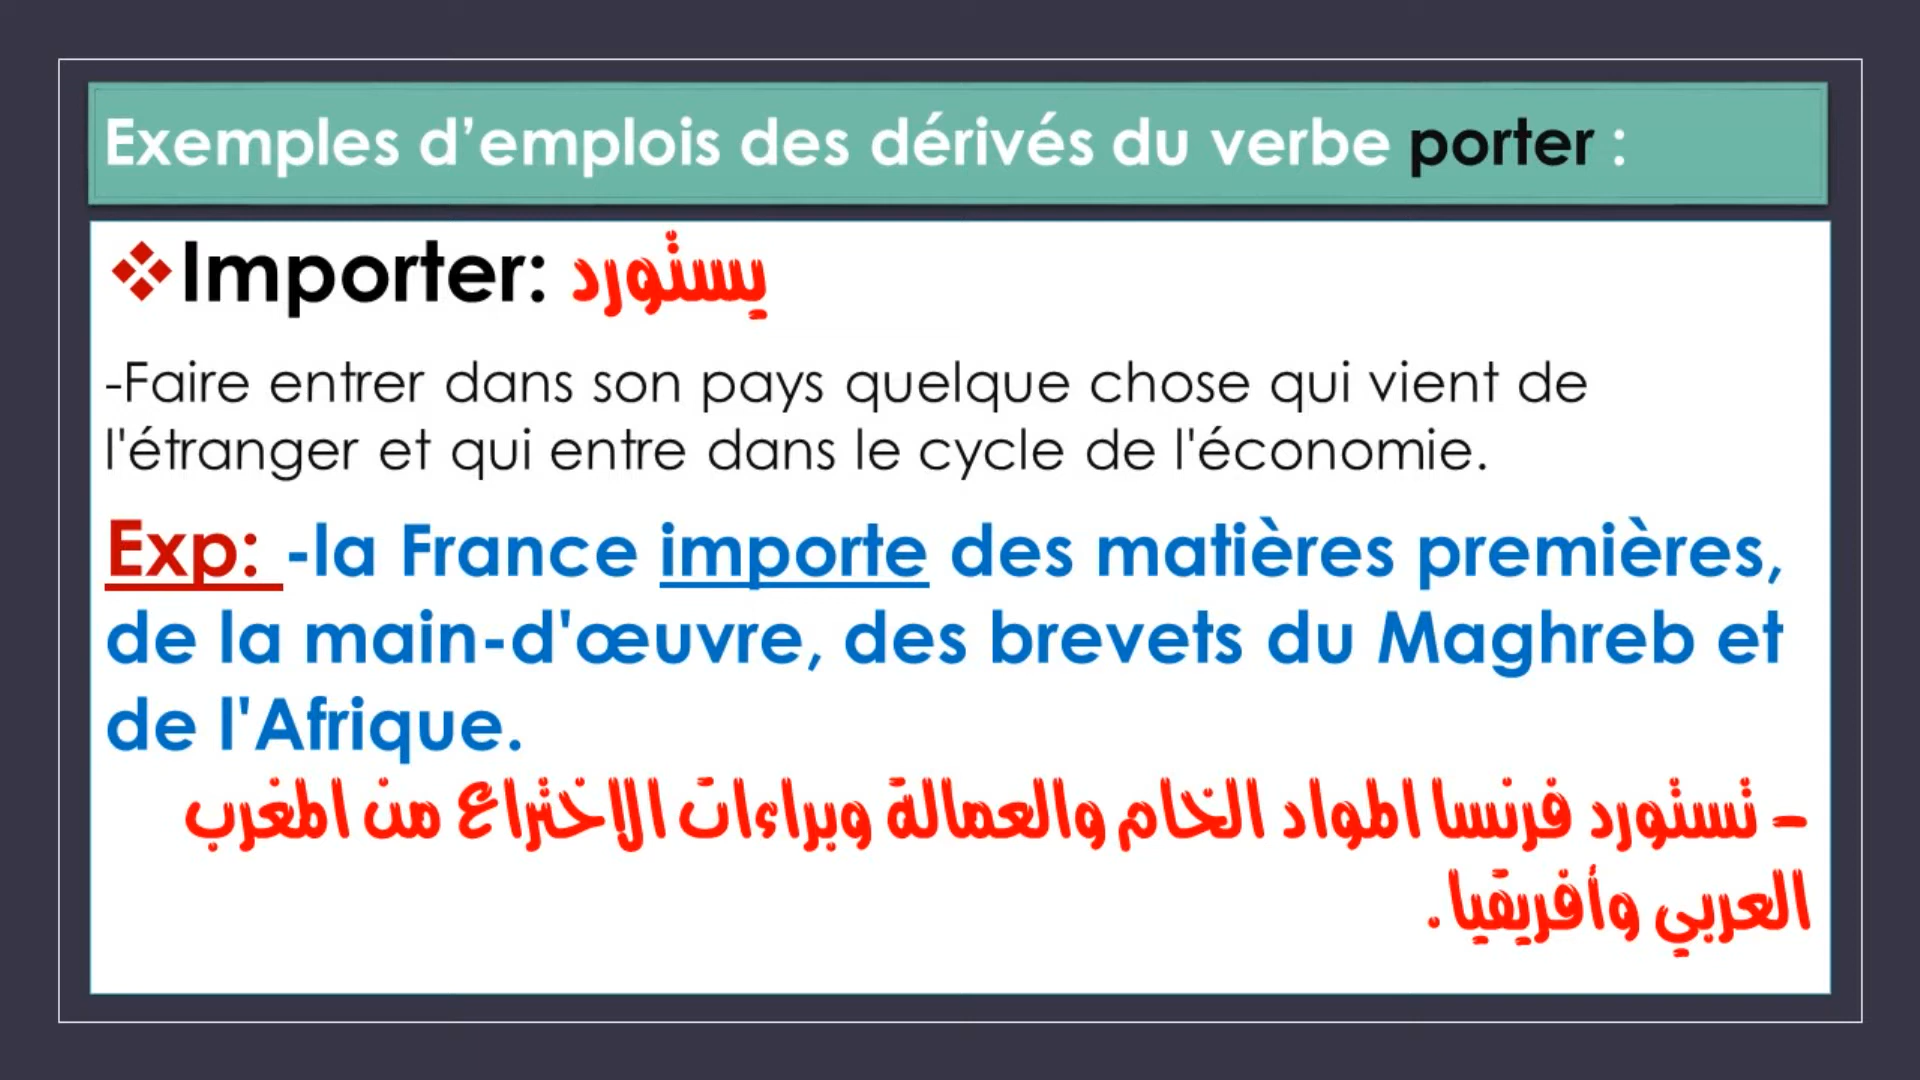 Exemples d’emplois des dérivés du verbe porter :
❖Importer: يستورد
-Faire entrer dans son pays quelque chose qui vient de
l'étranger et qui entre dans le cycle de l'économie.
Exp: -la France importe des matières premières,
de la main-d'œuvre, des brevets du Maghreb et
de l'Afrique.
– تستورد فرنسا المواد الخام والعمالة وبراءات الاختراع من المغرب
العربي وأفريقيا.